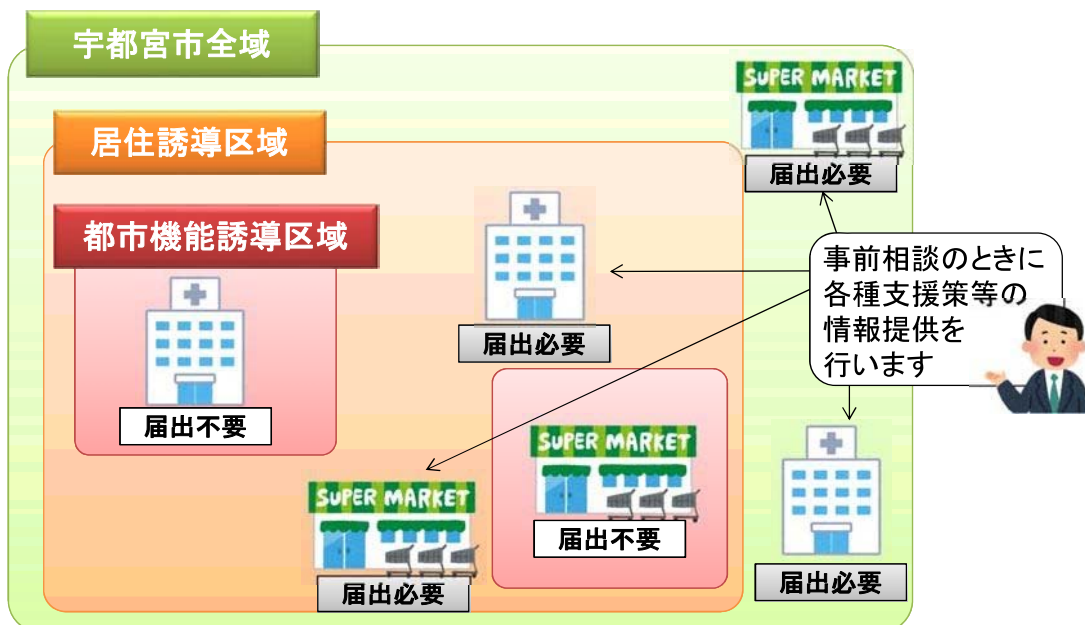 宇都宮市全域
SUPER MARKET
届出必要
居住誘導区域
都市機能誘導区域
届出不要
届出必要
事前相談のときに
各種支援策等の
情報提供を
行います
SUPER MARKET
届出不要
SUPER MARKET
届出必要
届出必要